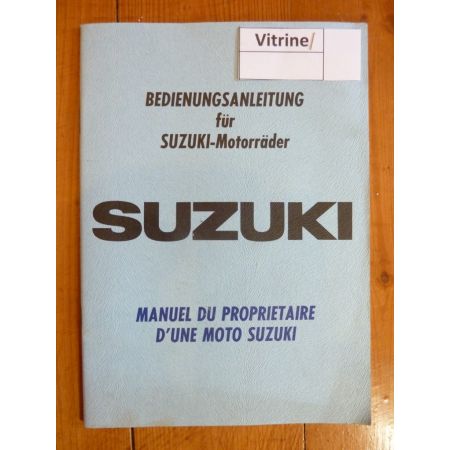 Vitrine/
BEDIENUNGSANLEITUNG
für
SUZUKI-Motorräder
SUZUKI
MANUEL DU PROPRIETAIRE
D'UNE MOTO SUZUKI